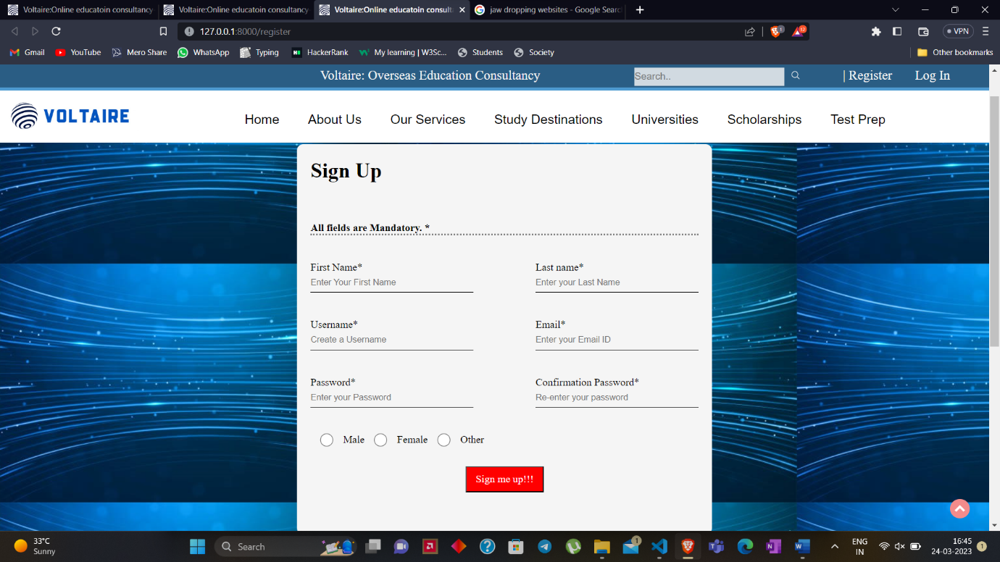 Voltaire:Online educatoin consultancy
Voltaire:Online educatoin consultancy
Voltaire:Online educatoin consult
jaw dropping websites - Google Sear
127.0.0.1:8000/register
1
12
VPN
Gmail
YouTube
Mero Share
WhatsApp
Typing
HackerRank
My learning | W3Sc...
Students
Society
Other bookmarks
Voltaire: Overseas Education Consultancy
Search..
| Register
Log In
VOLTAIRE
Home
About Us
Our Services
Study Destinations
Universities
Scholarships
Test Prep
Sign Up
All fields are Mandatory. *
First Name*
Last name*
Enter Your First Name
Enter your Last Name
Username*
Email*
Create a Username
Enter your Email ID
Password*
Confirmation Password*
Enter your Password
Re-enter your password
Male
Female
Other
Sign me up!!!
33°C
Sunny
Search
1
ENG
IN
16:45
24-03-2023
1